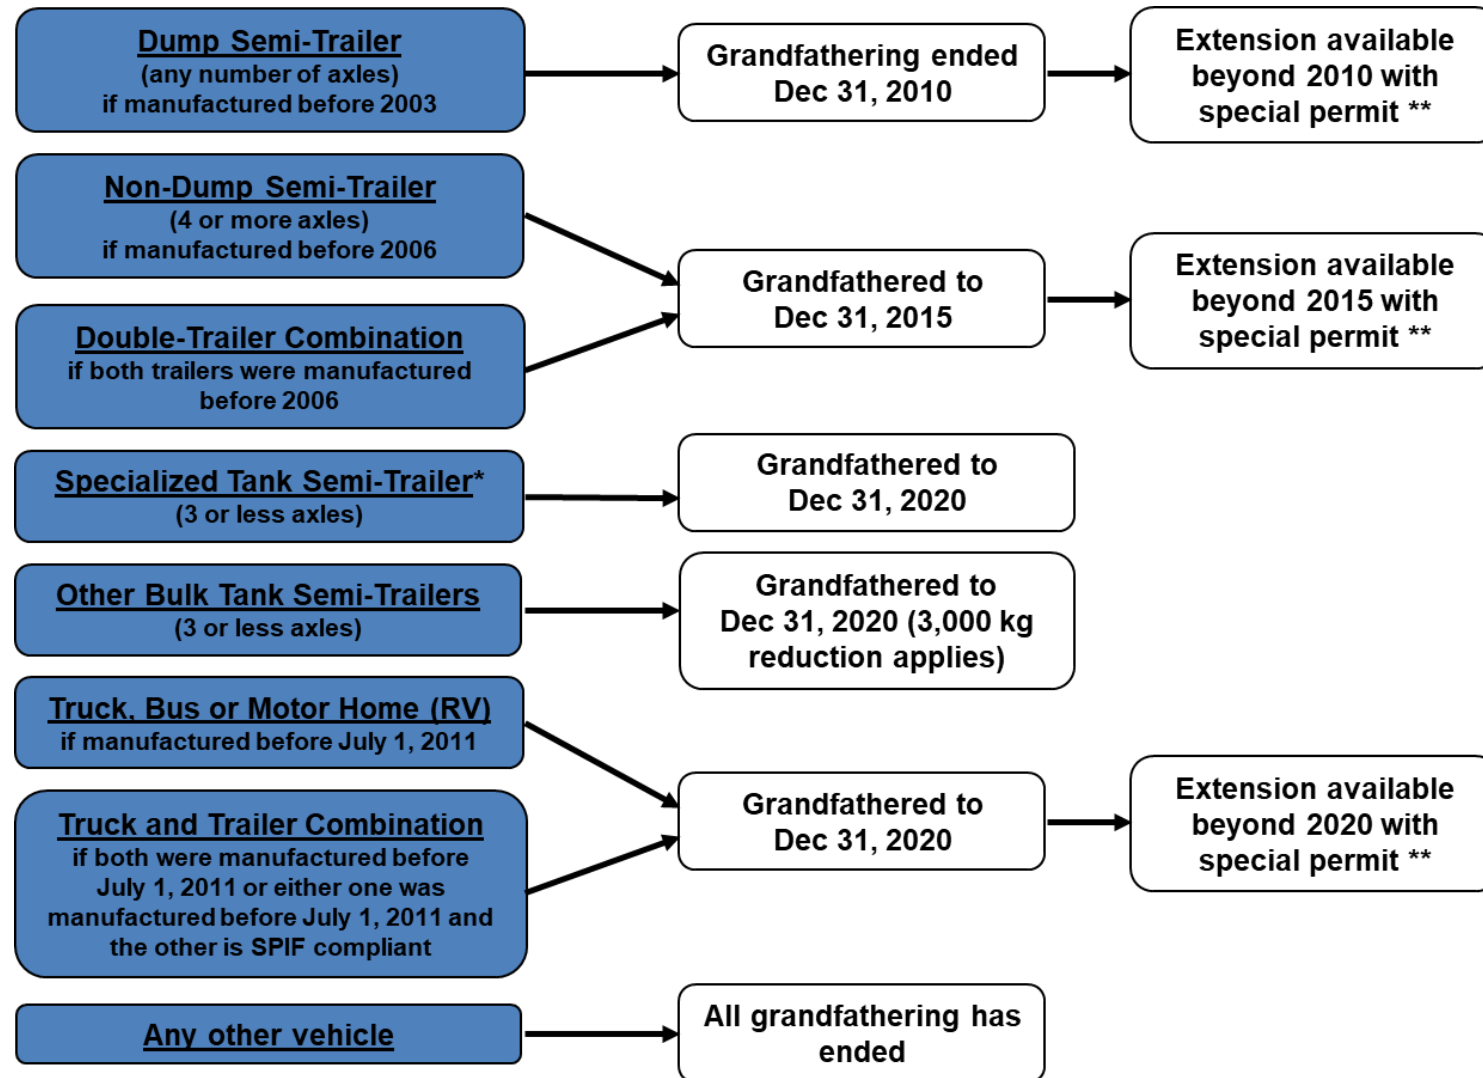 Dump Semi-Trailer
(any number of axles)
if manufactured before 2003
Grandfathering ended
Dec 31, 2010
Extension available
beyond 2010 with
special permit **
Non-Dump Semi-Trailer
(4 or more axles)
if manufactured before 2006
Double-Trailer Combination
if both trailers were manufactured
before 2006
Grandfathered to
Dec 31, 2015
Extension available
beyond 2015 with
special permit **
Specialized Tank Semi-Trailer*
(3 or less axles)
Grandfathered to
Dec 31, 2020
Other Bulk Tank Semi-Trailers
(3 or less axles)
Grandfathered to
Dec 31, 2020 (3,000 kg
reduction applies)
Truck, Bus or Motor Home (RV)
if manufactured before July 1, 2011
Truck and Trailer Combination
if both were manufactured before
July 1, 2011 or either one was
manufactured before July 1, 2011 and
the other is SPIF compliant
Grandfathered to
Dec 31, 2020
Extension available
beyond 2020 with
special permit **
Any other vehicle
All grandfathering has
ended